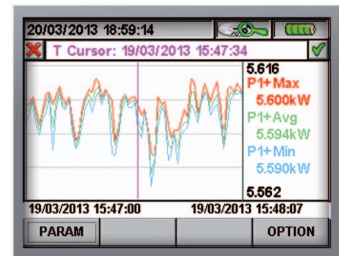 20/03/2013 18:59:14
T Cursor: 19/03/2013 15:47:34
5.616
P1+Max
5.600kW
P1+Avg
5.594kW
P1+Min
5.590kW
5.562
19/03/2013 15:47:00 19/03/2013 15:48:07
PARAM OPTION